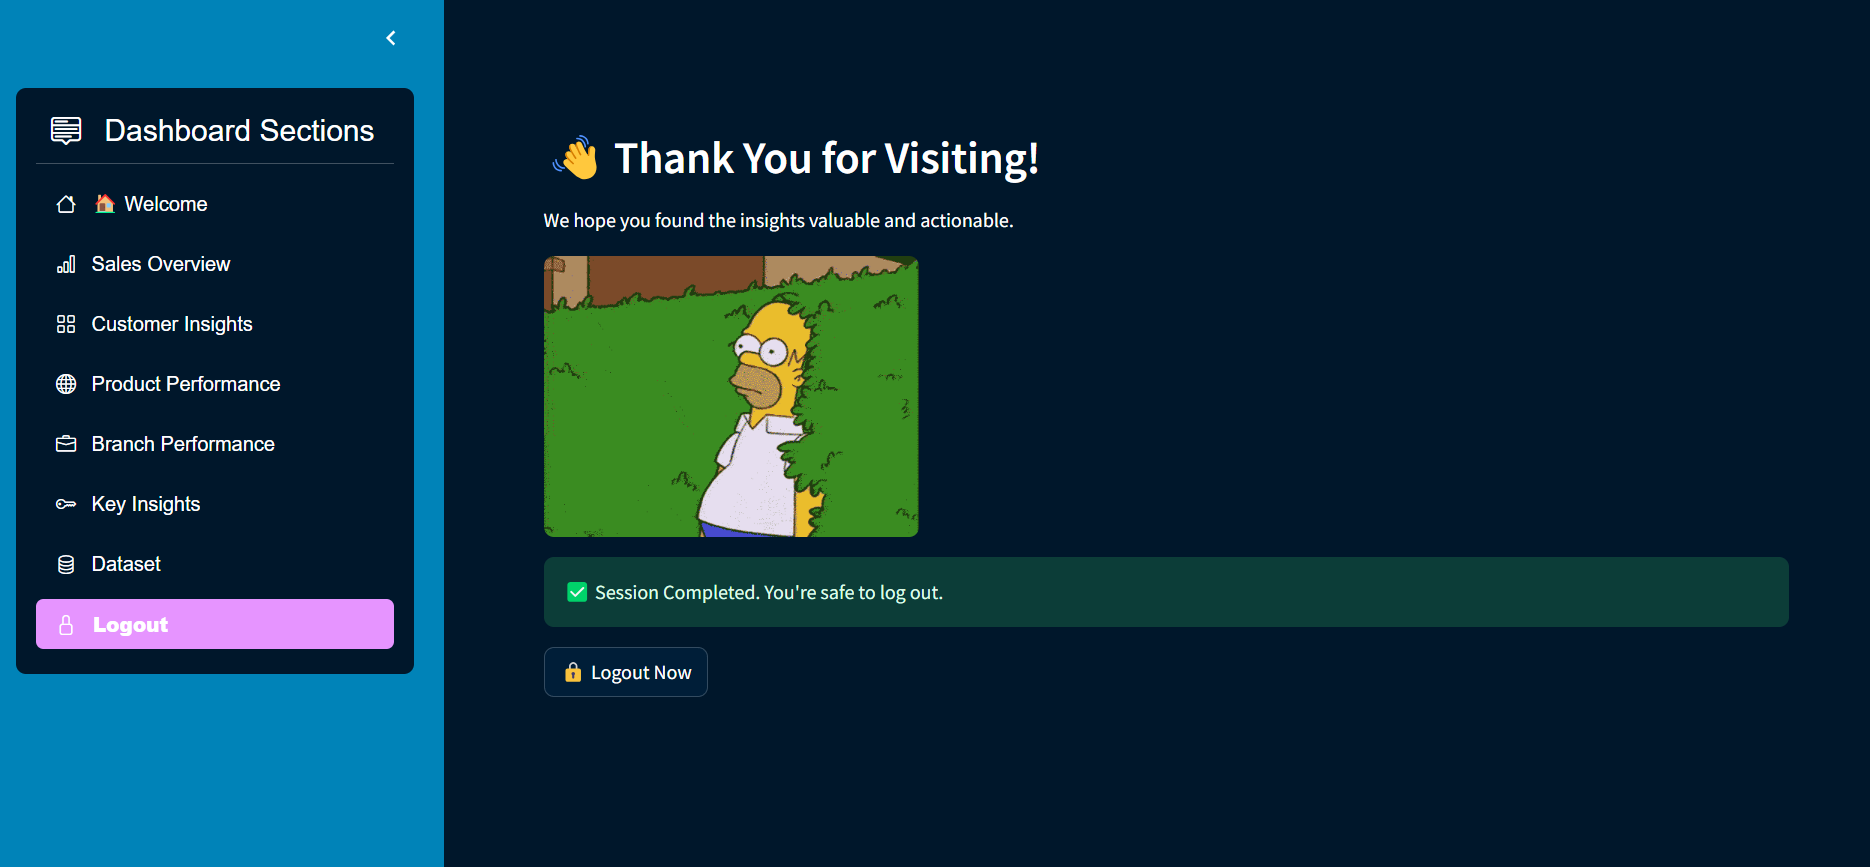 Dashboard Sections
🏠 Welcome
Sales Overview
Customer Insights
Product Performance
Branch Performance
Key Insights
Dataset
Logout
👋 Thank You for Visiting!
We hope you found the insights valuable and actionable.
✅ Session Completed. You're safe to log out.
🔒 Logout Now